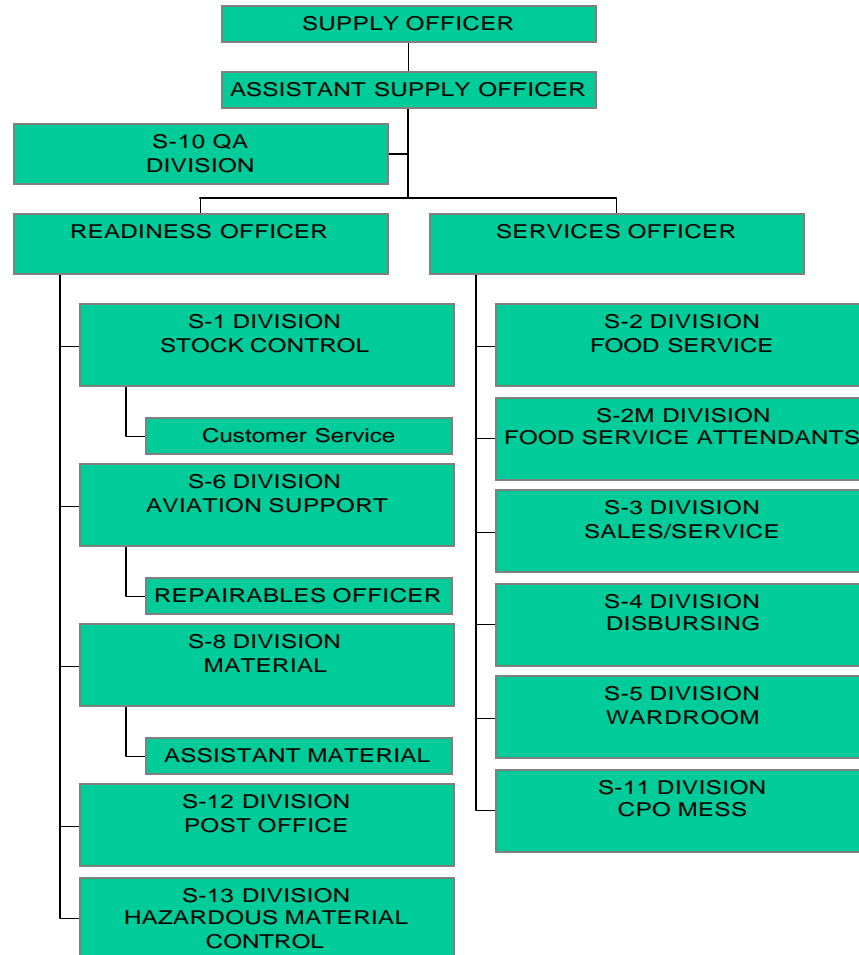 SUPPLY OFFICER
ASSISTANT SUPPLY OFFICER
S-10 QA
DIVISION
READINESS OFFICER
SERVICES OFFICER
S-1 DIVISION
STOCK CONTROL
Customer Service
S-6 DIVISION
AVIATION SUPPORT
REPAIRABLES OFFICER
S-8 DIVISION
MATERIAL
ASSISTANT MATERIAL
S-12 DIVISION
POST OFFICE
S-13 DIVISION
HAZARDOUS MATERIAL
CONTROL
S-2 DIVISION
FOOD SERVICE
S-2M DIVISION
FOOD SERVICE ATTENDANTS
S-3 DIVISION
SALES/SERVICE
S-4 DIVISION
DISBURSING
S-5 DIVISION
WARDROOM
S-11 DIVISION
CPO MESS